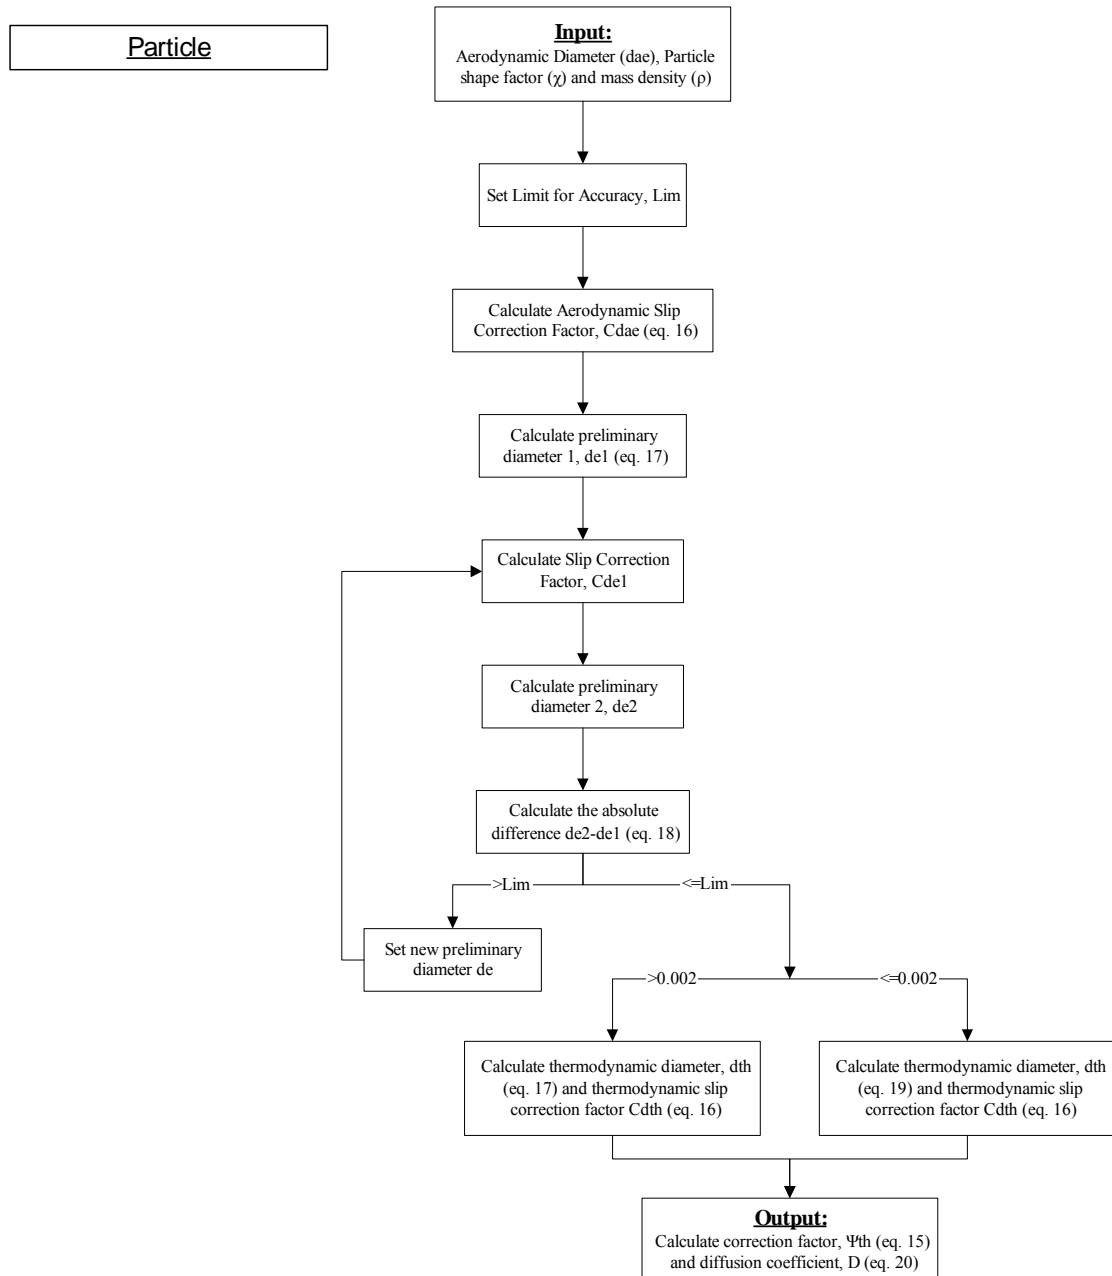 Particle
Input:
Aerodynamic Diameter (dae), Particle
shape factor (χ) and mass density (ρ)
Set Limit for Accuracy, Lim
Calculate Aerodynamic Slip
Correction Factor, Cdae (eq. 16)
Calculate preliminary
diameter 1, de1 (eq. 17)
Calculate Slip Correction
Factor, Cde1
Calculate preliminary
diameter 2, de2
Calculate the absolute
difference de2-de1 (eq. 18)
>Lim
<=Lim
Set new preliminary
diameter de
>0.002
<=0.002
Calculate thermodynamic diameter, dth
(eq. 17) and thermodynamic slip
correction factor Cdth (eq. 16)
Calculate thermodynamic diameter, dth
(eq. 19) and thermodynamic slip
correction factor Cdth (eq. 16)
Output:
Calculate correction factor, Ψth (eq. 15)
and diffusion coefficient, D (eq. 20)